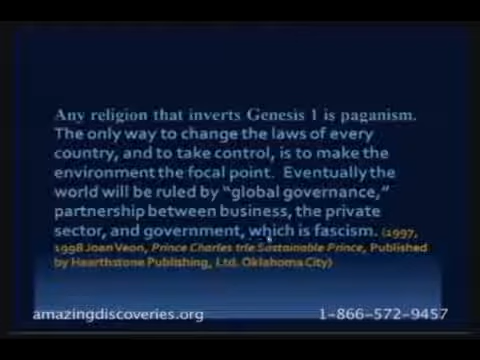 Any religion that inverts Genesis 1 is paganism.
The only way to change the laws of every
country, and to take control, is to make the
environment the focal point. Eventually the
world will be ruled by “global governance,”
partnership between business, the private
sector, and government, which is fascism. (1997,
1998 Joan Veon, Prince Charles the Sustainable Prince, Published
by Hearthstone Publishing, Ltd. Oklahoma City)
amazingdiscoveries.org 1-866-572-9457